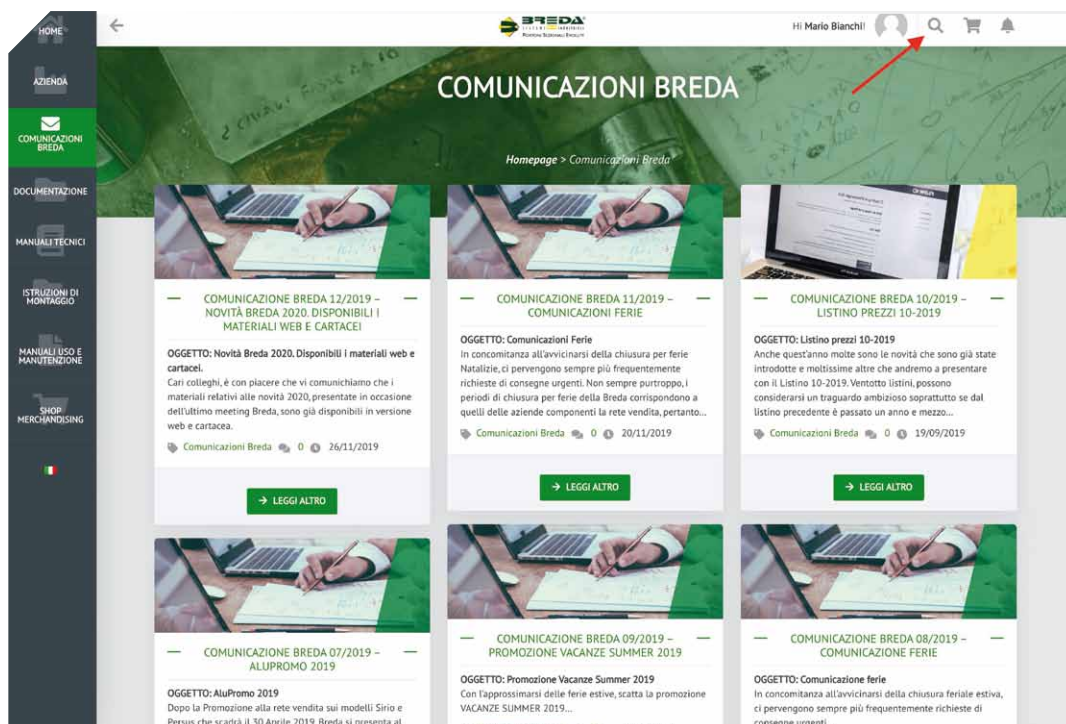 HOME
AZIENDA
COMUNICAZIONI
BREDA
DOCUMENTAZIONE
MANUALI TECNICI
ISTRUZIONI DI
MONTAGGIO
MANUALI USO E
MANUTENZIONE
SHOP
MERCHANDISING
BREDA
Hi Mario Bianchi!
COMUNICAZIONI BREDA
Homepage > Comunicazioni Breda
COMUNICAZIONE BREDA 12/2019 –
NOVITÀ BREDA 2020. DISPONIBILI I
MATERIALI WEB E CARTACEI
OGGETTO: Novità Breda 2020. Disponibili i materiali web e
cartacei.
Cari colleghi, è con piacere che vi comunichiamo che i
materiali relativi alle novità 2020, presentate in occasione
dell'ultimo meeting Breda, sono già disponibili in versione
web e cartacea.
Comunicazioni Breda 0 26/11/2019
LEGGI ALTRO
COMUNICAZIONE BREDA 11/2019 –
COMUNICAZIONI FERIE
OGGETTO: Comunicazioni Ferie
In concomitanza all'avvicinarsi della chiusura per ferie
Natalizie, ci pervengono sempre più frequentemente
richieste di consegne urgenti. Non sempre purtroppo, i
periodi di chiusura per ferie della Breda corrispondono a
quelli delle aziende componenti la rete vendita, pertanto...
Comunicazioni Breda 0 20/11/2019
LEGGI ALTRO
COMUNICAZIONE BREDA 10/2019 –
LISTINO PREZZI 10-2019
OGGETTO: Listino prezzi 10-2019
Anche quest'anno molte sono le novità che sono già state
introdotte e moltissime altre che andremo a presentare
con il Listino 10-2019. Ventotto listini, possono
considerarsi un traguardo ambizioso soprattutto se dal
listino precedente è passato un anno e mezzo...
Comunicazioni Breda 0 19/09/2019
LEGGI ALTRO
COMUNICAZIONE BREDA 07/2019 –
ALUPROMO 2019
OGGETTO: AluPromo 2019
Dopo la Promozione alla rete vendita sui modelli Sirio e
Persus che scadrà il 30 Aprile 2019, Breda si presenta al
COMUNICAZIONE BREDA 09/2019 –
PROMOZIONE VACANZE SUMMER 2019
OGGETTO: Promozione Vacanze Summer 2019
Con l'approssimarsi delle ferie estive, scatta la promozione
VACANZE SUMMER 2019...
COMUNICAZIONE BREDA 08/2019 –
COMUNICAZIONE FERIE
OGGETTO: Comunicazione ferie
In concomitanza all'avvicinarsi della chiusura feriale estiva,
ci pervengono sempre più frequentemente richieste di
consegne urgenti